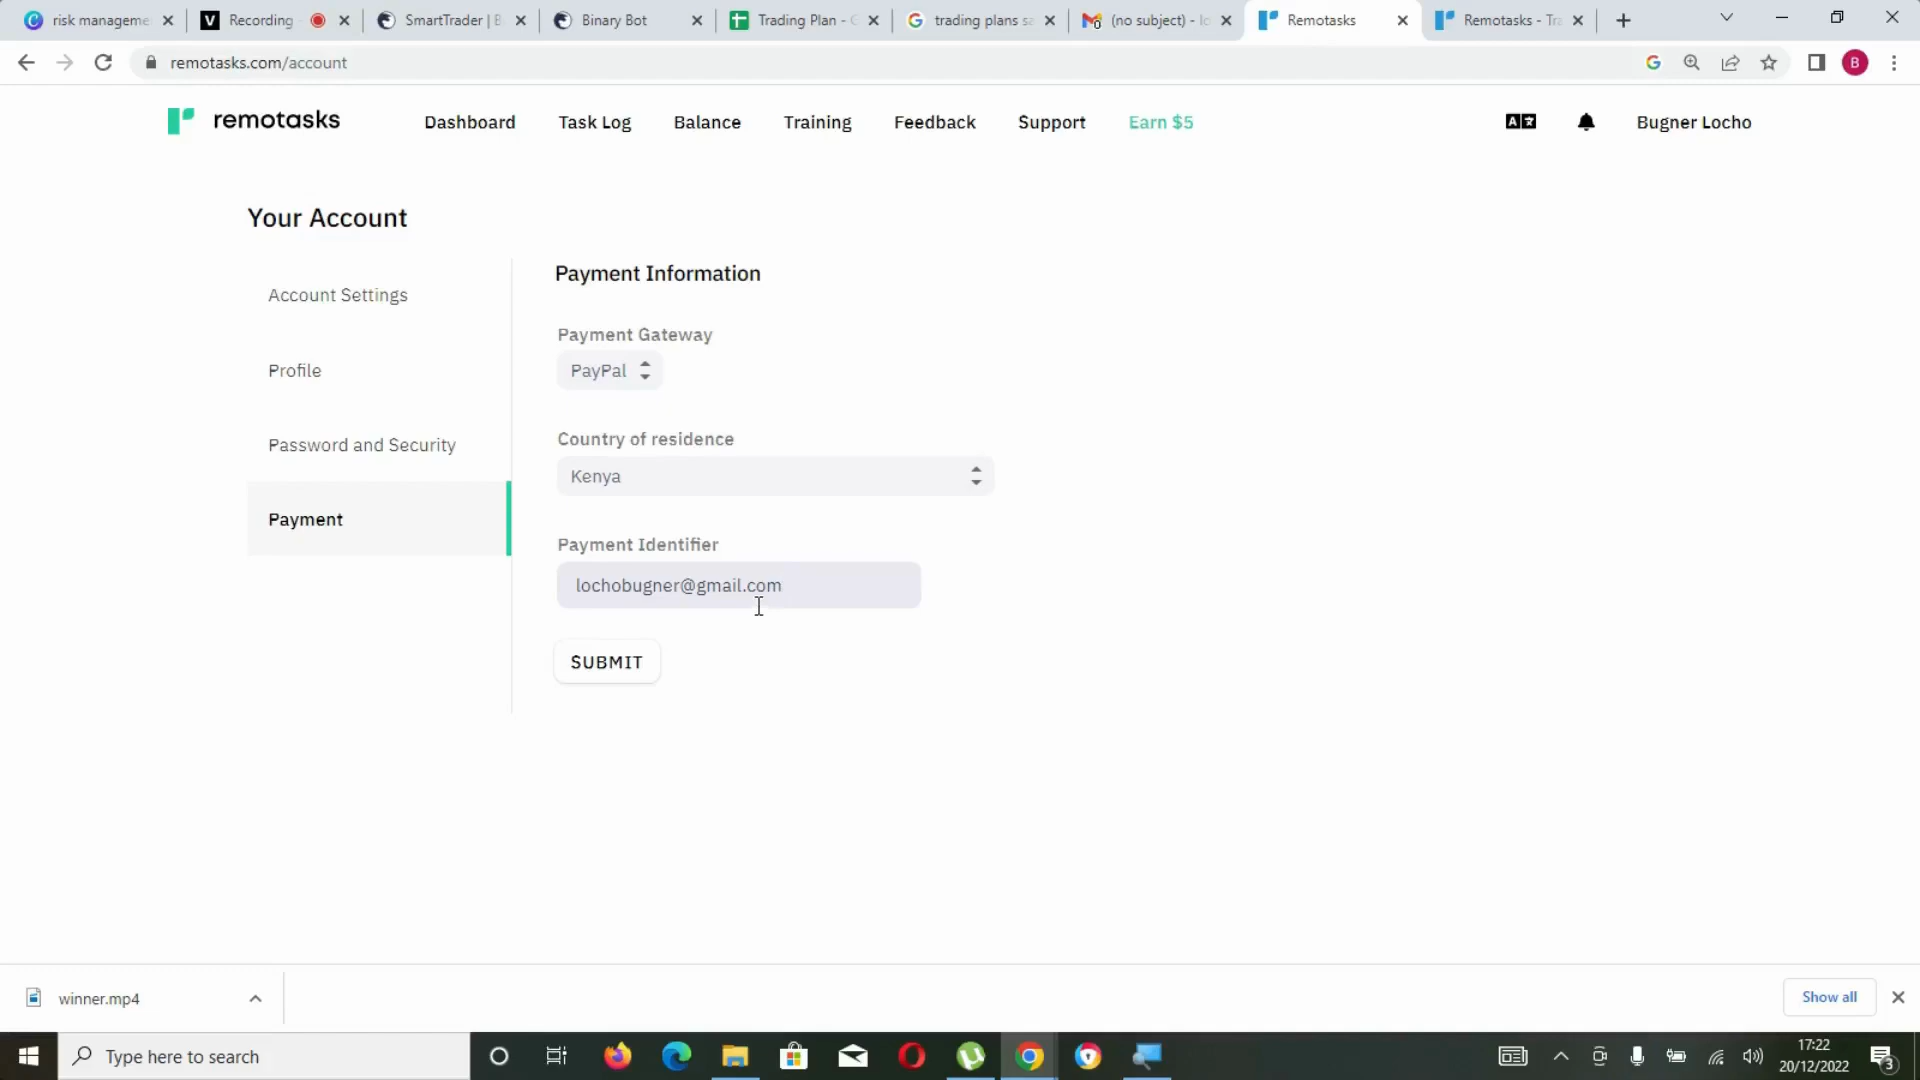 risk manageme
Recording
SmartTrader | B
Binary Bot
Trading Plan - G
trading plans sa
(no subject) - lo
Remotasks
Remotasks - Tra
remotasks.com/account
B
remotasks
Dashboard
Task Log
Balance
Training
Feedback
Support
Earn $5
Bugner Locho
Your Account
Account Settings
Profile
Password and Security
Payment
Payment Information
Payment Gateway
PayPal
Country of residence
Kenya
Payment Identifier
lochobugner@gmail.com
SUBMIT
winner.mp4
Show all
Type here to search
17:22
20/12/2022
3